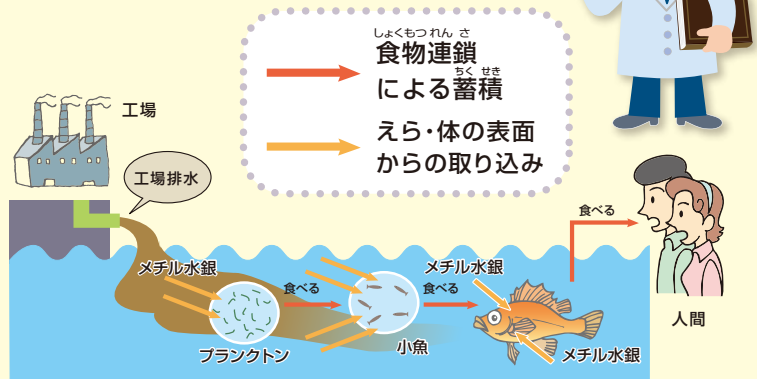 しょくもつれんさ
食物連鎖
ちくせき
による蓄積
えら・体の表面
からの取り込み
工場
工場排水
食べる
メチル水銀
食べる
メチル水銀
食べる
プランクトン
小魚
メチル水銀
人間